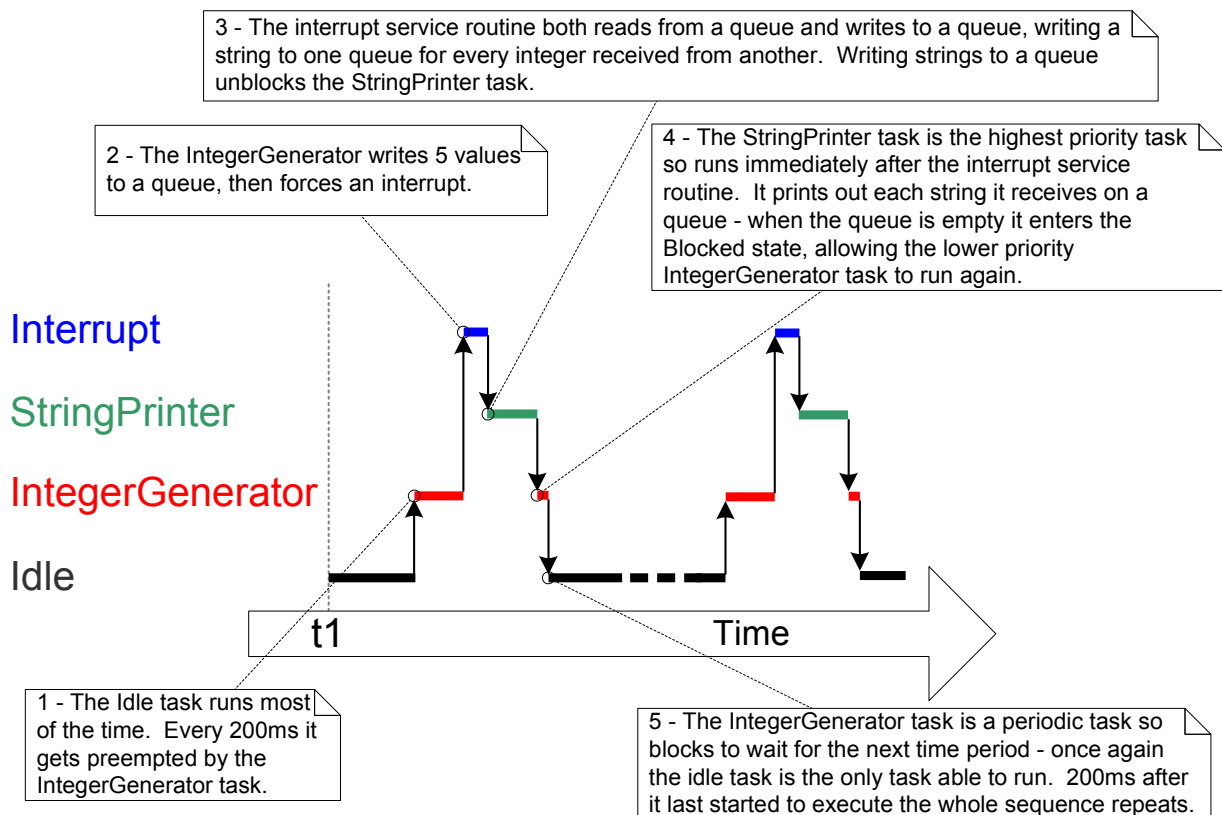 3 - The interrupt service routine both reads from a queue and writes to a queue, writing a
string to one queue for every integer received from another.  Writing strings to a queue
unblocks the StringPrinter task.
2 - The IntegerGenerator writes 5 values
to a queue, then forces an interrupt.
4 - The StringPrinter task is the highest priority task
so runs immediately after the interrupt service
routine.  It prints out each string it receives on a
queue - when the queue is empty it enters the
Blocked state, allowing the lower priority
IntegerGenerator task to run again.
Interrupt
StringPrinter
IntegerGenerator
Idle
t1
Time
1 - The Idle task runs most
of the time.  Every 200ms it
gets preempted by the
IntegerGenerator task.
5 - The IntegerGenerator task is a periodic task so
blocks to wait for the next time period - once again
the idle task is the only task able to run.  200ms after
it last started to execute the whole sequence repeats.